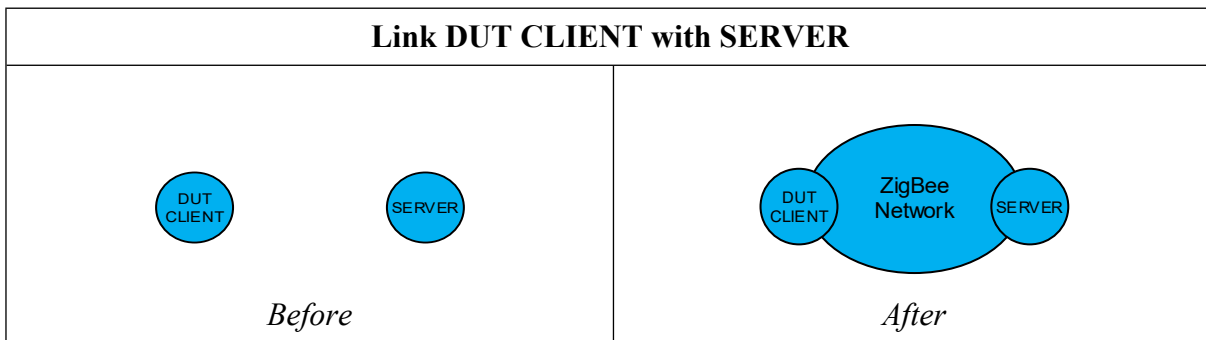 Link DUT CLIENT with SERVER
DUT
CLIENT
SERVER
Before
DUT
CLIENT
ZigBee
Network
SERVER
After